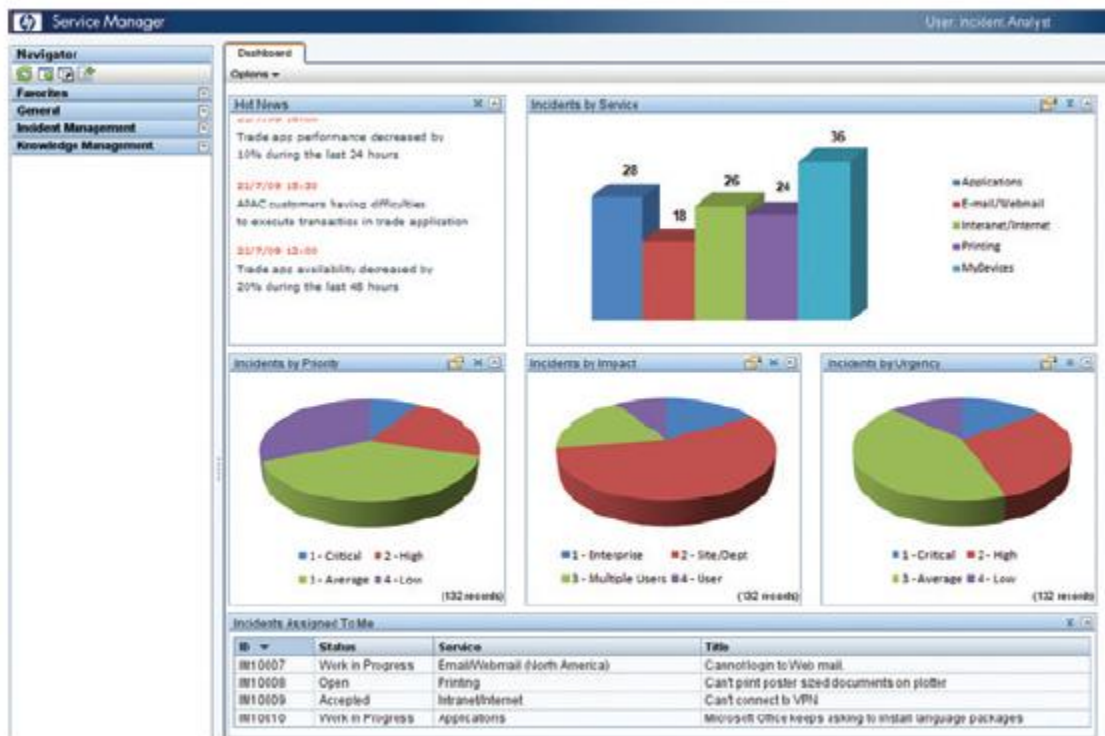 hp Service Manager
User: Incident Analyst
Navigator
Favorites
General
Incident Management
Knowledge Management
Dashboard
Options
Hot News
Trade app performance decreased by
10% during the last 24 hours
21/7/09 15:30
APAC customers having difficulties
to execute transaction in trade application
21/7/09 12:00
Trade app availability decreased by
20% during the last 48 hours
Incidents by Service
28
18
26
24
36
Applications
E-mail/Webmail
Intranet/Internet
Printing
MyDevices
Incidents by Priority
1 - Critical 2 - High
3 - Average 4 - Low
(132 records)
Incidents by Impact
1 - Enterprise 2 - Site/Dept
3 - Multiple Users 4 - User
(132 records)
Incidents by Urgency
1 - Critical 2 - High
3 - Average 4 - Low
(132 records)
Incidents Assigned To Me
ID Status Service Title
IM10007 Work in Progress Email/Webmail (North America) Cannot login to Web mail.
IM10008 Open Printing Can't print poster sized documents on plotter
IM10009 Accepted Intranet/Internet Can't connect to VPN
IM10010 Work in Progress Applications Microsoft Office keeps asking to install language packages